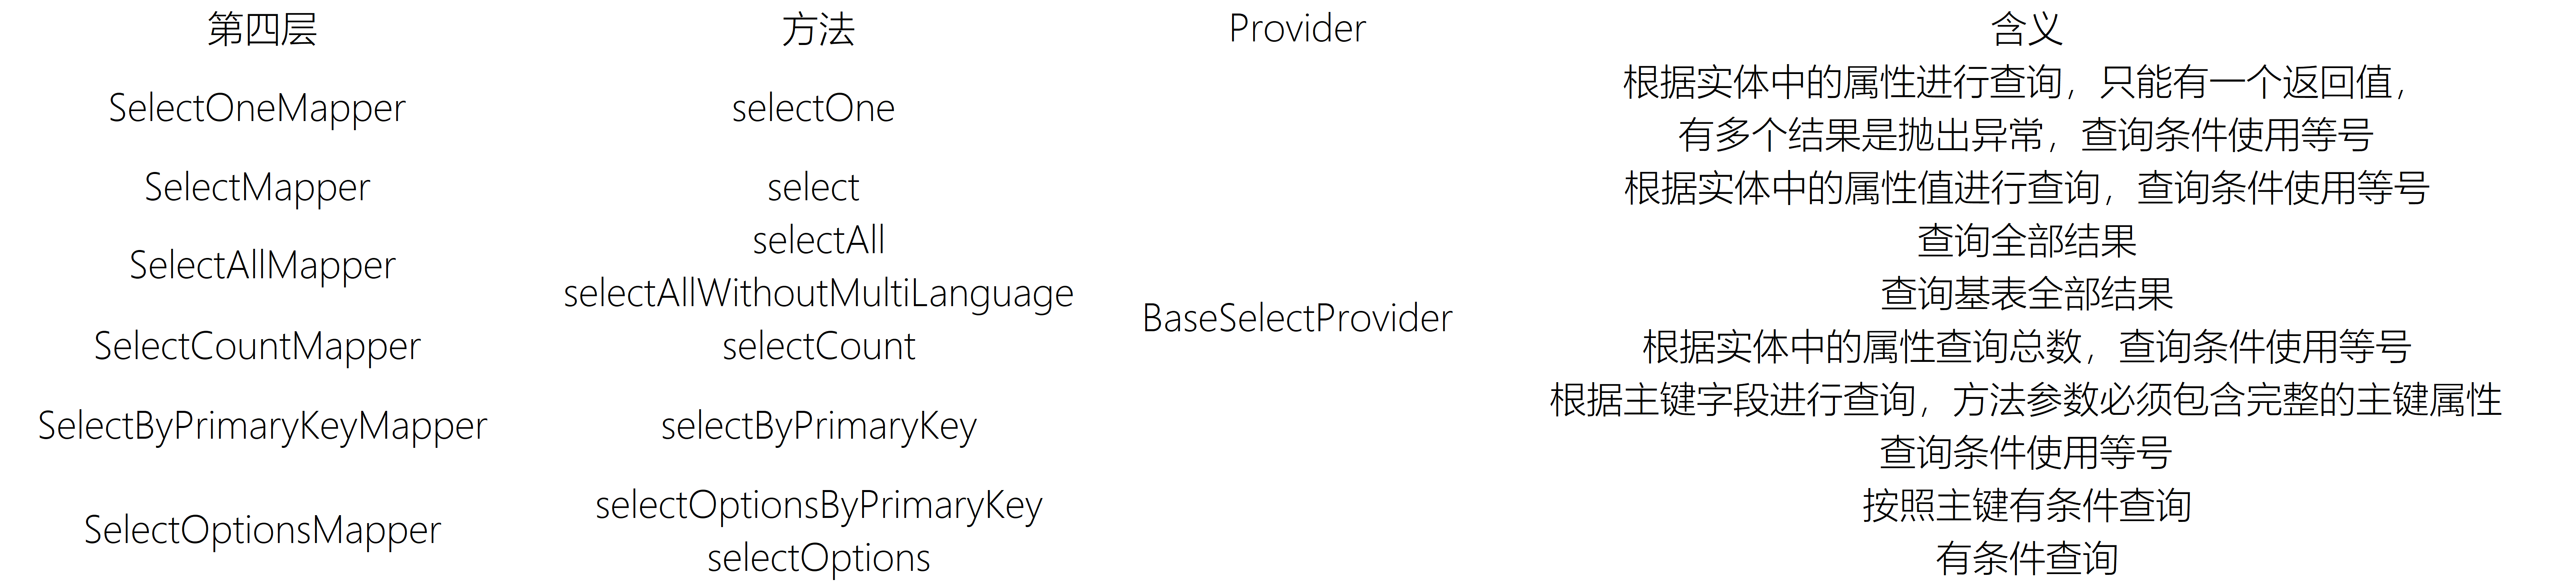 第四层 方法 Provider 含义
SelectOneMapper selectOne 根据实体中的属性进行查询，只能有一个返回值，
有多个结果是抛出异常，查询条件使用等号
SelectMapper select 根据实体中的属性值进行查询，查询条件使用等号
SelectAllMapper selectAll 查询全部结果
selectAllWithoutMultiLanguage 查询基表全部结果
BaseSelectProvider
SelectCountMapper selectCount 根据实体中的属性查询总数，查询条件使用等号
SelectByPrimaryKeyMapper selectByPrimaryKey 根据主键字段进行查询，方法参数必须包含完整的主键属性
查询条件使用等号
SelectOptionsMapper selectOptionsByPrimaryKey 按照主键有条件查询
selectOptions 有条件查询